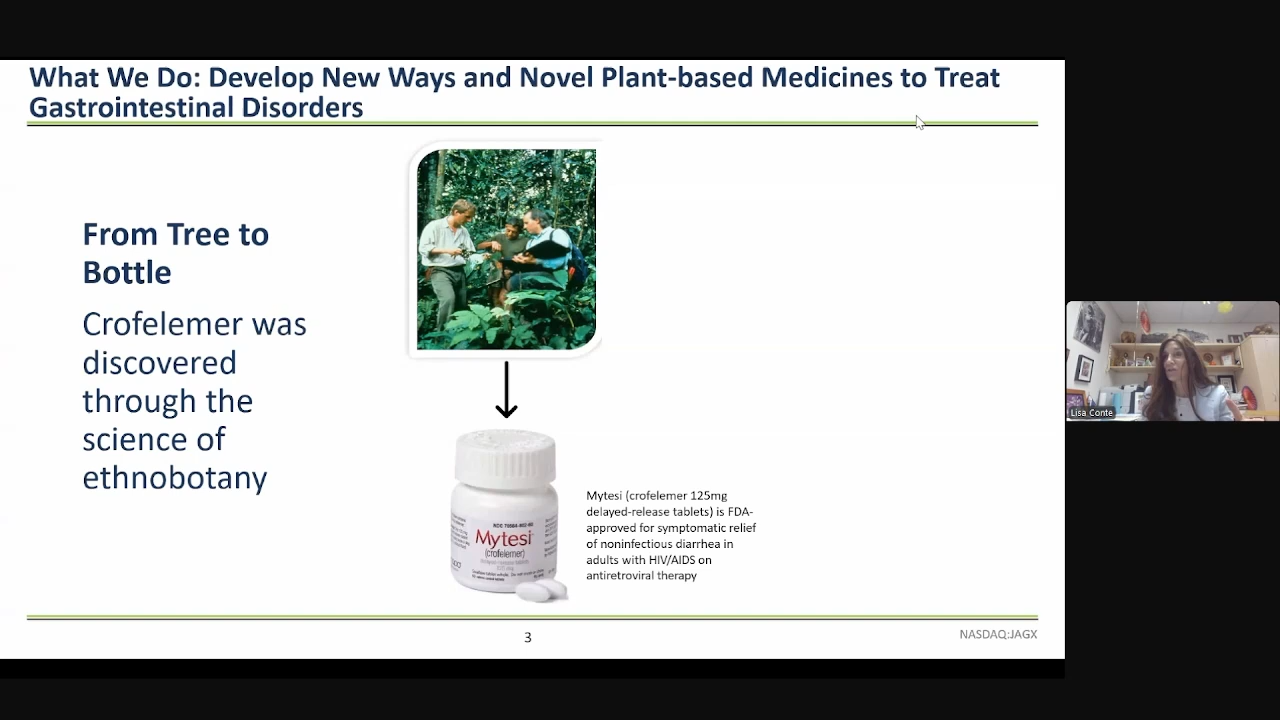 What We Do: Develop New Ways and Novel Plant-based Medicines to Treat
Gastrointestinal Disorders
From Tree to
Bottle
Crofelemer was
discovered
through the
science of
ethnobotany
Mytesi
(crofelemer)
Mytesi (crofelemer 125mg
delayed-release tablets) is FDA-
approved for symptomatic relief
of noninfectious diarrhea in
adults with HIV/AIDS on
antiretroviral therapy
3
NASDAQ:JAGX
Lisa Conte